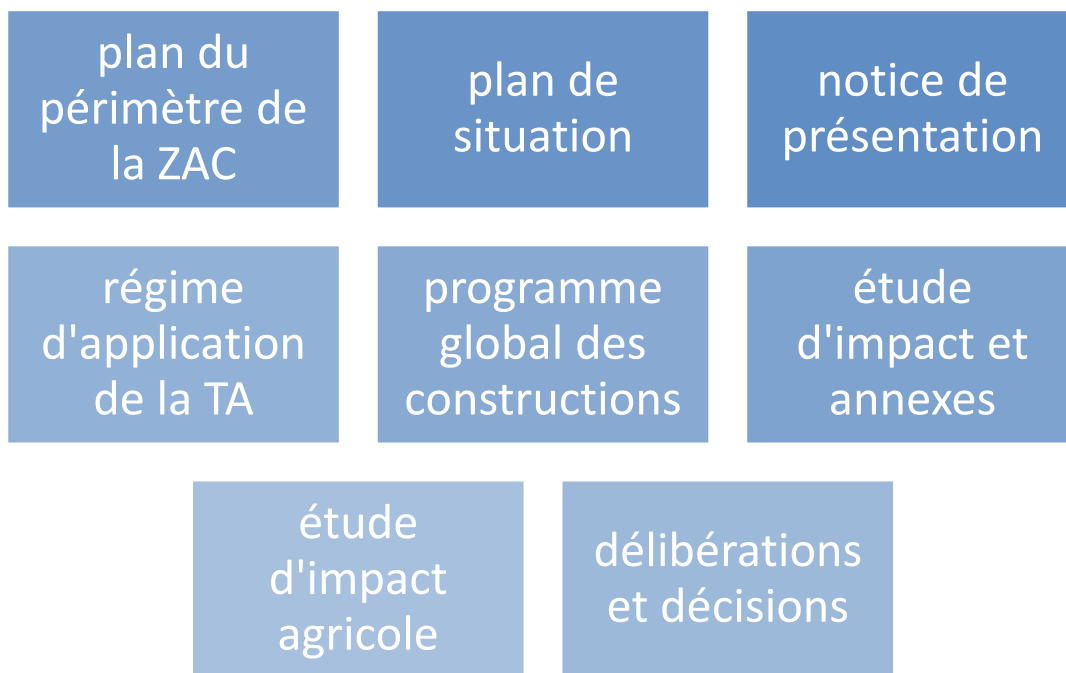 plan du
périmètre de
la ZAC
plan de
situation
notice de
présentation
régime
d'application
de la TA
programme
global des
constructions
étude
d'impact et
annexes
étude
d'impact
agricole
délibérations
et décisions